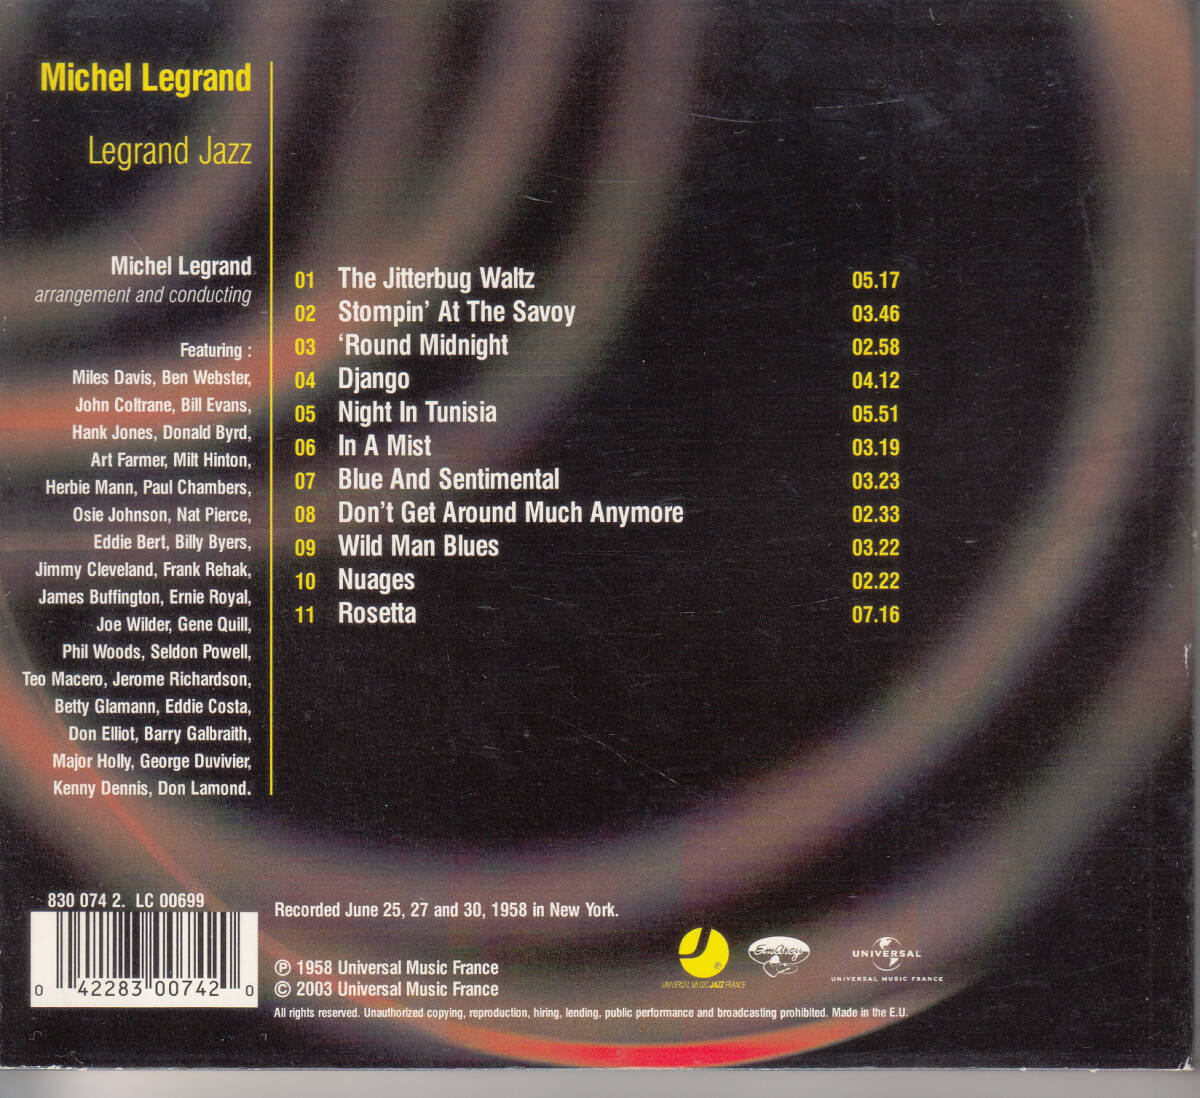 Michel Legrand
Legrand Jazz
Michel Legrand
arrangement and conducting
Featuring :
Miles Davis, Ben Webster,
John Coltrane, Bill Evans,
Hank Jones, Donald Byrd,
Art Farmer, Milt Hinton,
Herbie Mann, Paul Chambers,
Osie Johnson, Nat Pierce,
Eddie Bert, Billy Byers,
Jimmy Cleveland, Frank Rehak,
James Buffington, Ernie Royal,
Joe Wilder, Gene Quill,
Phil Woods, Seldon Powell,
Teo Macero, Jerome Richardson,
Betty Glamann, Eddie Costa,
Don Elliot, Barry Galbraith,
Major Holly, George Duvivier,
Kenny Dennis, Don Lamond.
01 The Jitterbug Waltz 05.17
02 Stompin' At The Savoy 03.46
03 'Round Midnight 02.58
04 Django 04.12
05 Night In Tunisia 05.51
06 In A Mist 03.19
07 Blue And Sentimental 03.23
08 Don't Get Around Much Anymore 02.33
09 Wild Man Blues 03.22
10 Nuages 02.22
11 Rosetta 07.16
830 074 2. LC 00699
0 42283 00742 0
Recorded June 25, 27 and 30, 1958 in New York.
℗ 1958 Universal Music France
© 2003 Universal Music France
All rights reserved. Unauthorized copying, reproduction, hiring, lending, public performance and broadcasting prohibited. Made in the E.U.
J ℗
UNIVERSAL MUSIC JAZZ FRANCE
EmArcy
UNIVERSAL
UNIVERSAL MUSIC FRANCE